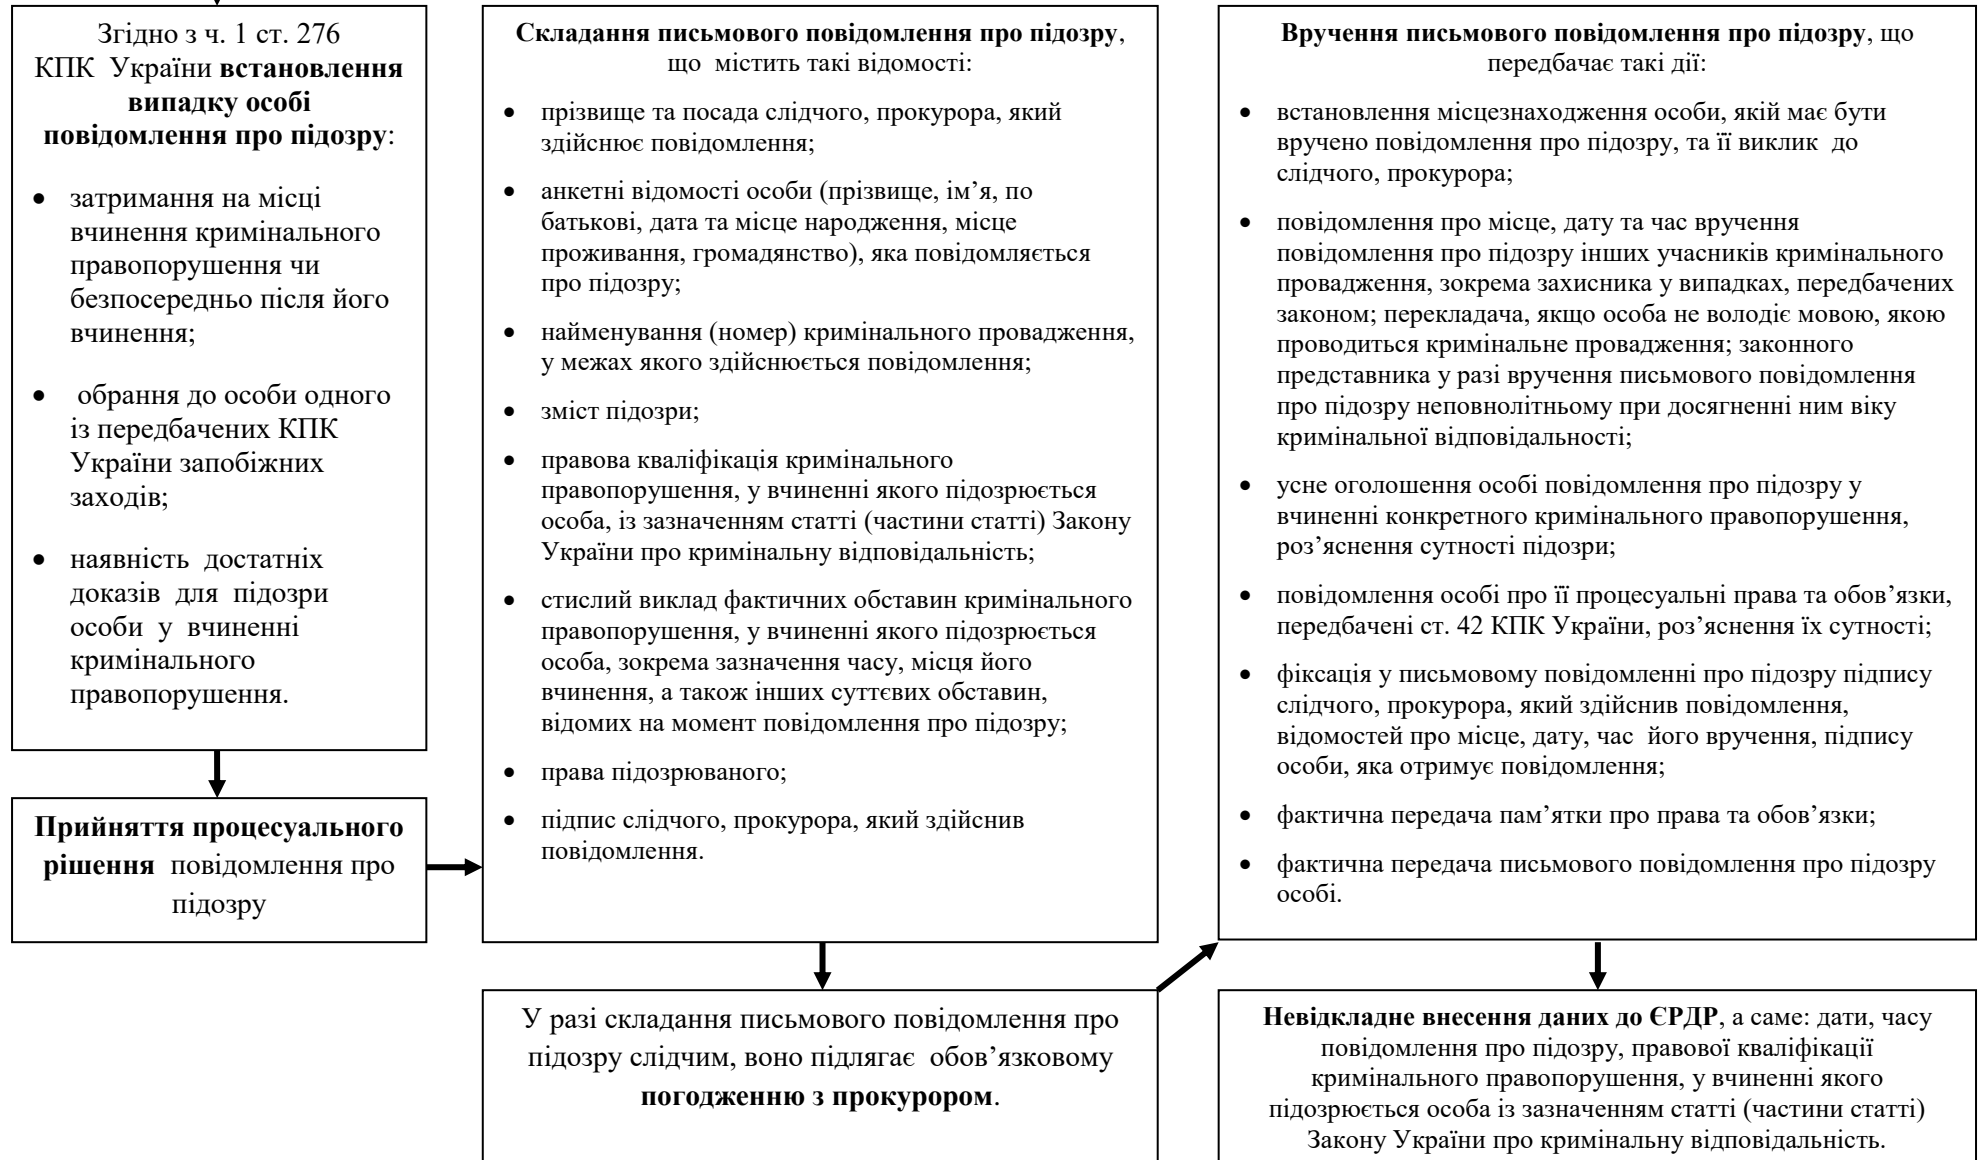 Згідно з ч. 1 ст. 276
КПК України встановлення
випадку особі
повідомлення про підозру:
• затримання на місці
вчинення кримінального
правопорушення чи
безпосередньо після його
вчинення;
• обрання до особи одного
із передбачених КПК
України запобіжних
заходів;
• наявність достатніх
доказів для підозри
особи у вчиненні
кримінального
правопорушення.
Прийняття процесуального
рішення повідомлення про
підозру
Складання письмового повідомлення про підозру,
що містить такі відомості:
• прізвище та посада слідчого, прокурора, який
здійснює повідомлення;
• анкетні відомості особи (прізвище, ім’я, по
батькові, дата та місце народження, місце
проживання, громадянство), яка повідомляється
про підозру;
• найменування (номер) кримінального провадження,
у межах якого здійснюється повідомлення;
• зміст підозри;
• правова кваліфікація кримінального
правопорушення, у вчиненні якого підозрюється
особа, із зазначенням статті (частини статті) Закону
України про кримінальну відповідальність;
• стислий виклад фактичних обставин кримінального
правопорушення, у вчиненні якого підозрюється
особа, зокрема зазначення часу, місця його
вчинення, а також інших суттєвих обставин,
відомих на момент повідомлення про підозру;
• права підозрюваного;
• підпис слідчого, прокурора, який здійснив
повідомлення.
У разі складання письмового повідомлення про
підозру слідчим, воно підлягає обов’язковому
погодженню з прокурором.
Вручення письмового повідомлення про підозру, що
передбачає такі дії:
• встановлення місцезнаходження особи, якій має бути
вручено повідомлення про підозру, та її виклик до
слідчого, прокурора;
• повідомлення про місце, дату та час вручення
повідомлення про підозру інших учасників кримінального
провадження, зокрема захисника у випадках, передбачених
законом; перекладача, якщо особа не володіє мовою, якою
проводиться кримінальне провадження; законного
представника у разі вручення письмового повідомлення
про підозру неповнолітньому при досягненні ним віку
кримінальної відповідальності;
• усне оголошення особі повідомлення про підозру у
вчиненні конкретного кримінального правопорушення,
роз’яснення сутності підозри;
• повідомлення особі про її процесуальні права та обов’язки,
передбачені ст. 42 КПК України, роз’яснення їх сутності;
• фіксація у письмовому повідомленні про підозру підпису
слідчого, прокурора, який здійснив повідомлення,
відомостей про місце, дату, час його вручення, підпису
особи, яка отримує повідомлення;
• фактична передача пам’ятки про права та обов’язки;
• фактична передача письмового повідомлення про підозру
особі.
Невідкладне внесення даних до ЄРДР, а саме: дати, часу
повідомлення про підозру, правової кваліфікації
кримінального правопорушення, у вчиненні якого
підозрюється особа із зазначенням статті (частини статті)
Закону України про кримінальну відповідальність.